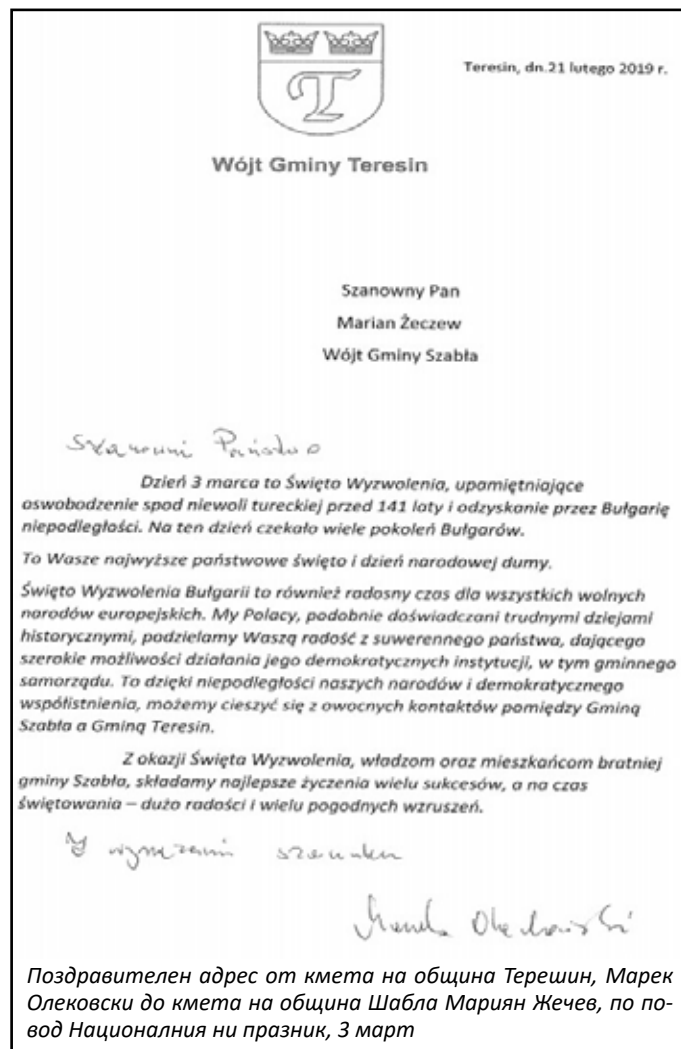 T
Teresin, dn.21 lutego 2019 r.
Wójt Gminy Teresin
Szanowny Pan
Marian Żeczew
Wójt Gminy Szabła
Szanowni Państwo
Dzień 3 marca to Święto Wyzwolenia, upamiętniające
oswobodzenie spod niewoli tureckiej przed 141 laty i odzyskanie przez Bułgarię
niepodległości. Na ten dzień czekało wiele pokoleń Bułgarów.
To Wasze najwyższe państwowe święto i dzień narodowej dumy.
Święto Wyzwolenia Bułgarii to również radosny czas dla wszystkich wolnych
narodów europejskich. My Polacy, podobnie doświadczani trudnymi dziejami
historycznymi, podzielamy Waszą radość z suwerennego państwa, dającego
szerokie możliwości działania jego demokratycznych instytucji, w tym gminnego
samorządu. To dzięki niepodległości naszych narodów i demokratycznego
współistnienia, możemy cieszyć się z owocnych kontaktów pomiędzy Gminą
Szabła a Gminą Teresin.
Z okazji Święta Wyzwolenia, władzom oraz mieszkańcom bratniej
gminy Szabła, składamy najlepsze życzenia wielu sukcesów, a na czas
świętowania – dużo radości i wielu pogodnych wzruszeń.
Z wyrazami szacunku
Marek Olechowski
Поздравителен адрес от кмета на община Терешин, Марек
Олековски до кмета на община Шабла Мариян Жечев, по по-
вод Националния ни празник, 3 март